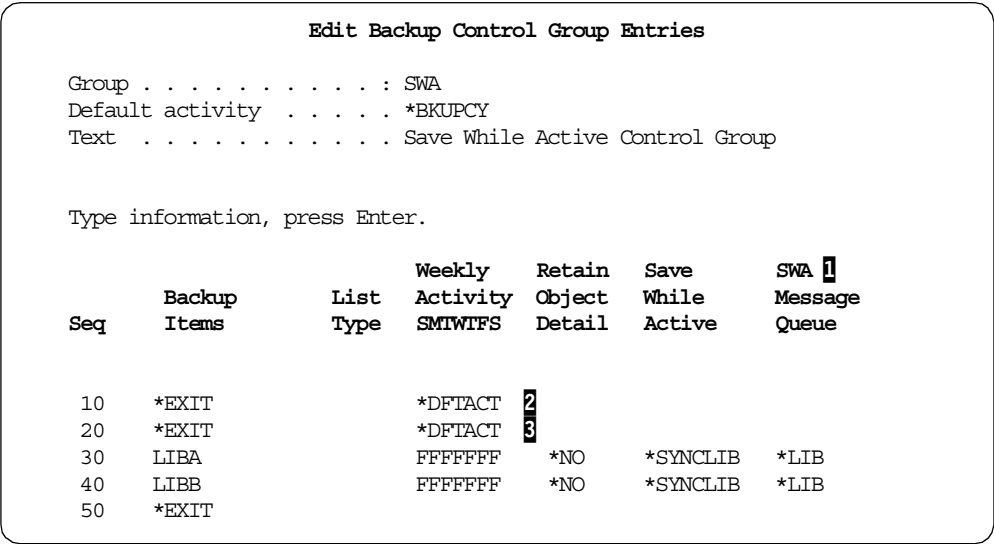 Edit Backup Control Group Entries
Group . . . . . . . . . . : SWA
Default activity . . . . . *BKUPCY
Text . . . . . . . . . . . Save While Active Control Group
Type information, press Enter.
Weekly Retain Save SWA 1
Backup List Activity Object While Message
Seq Items Type SMTWTFS Detail Active Queue
10 *EXIT *DFTACT 2
20 *EXIT *DFTACT 3
30 LIBA FFFFFFF *NO *SYNCLIB *LIB
40 LIBB FFFFFFF *NO *SYNCLIB *LIB
50 *EXIT